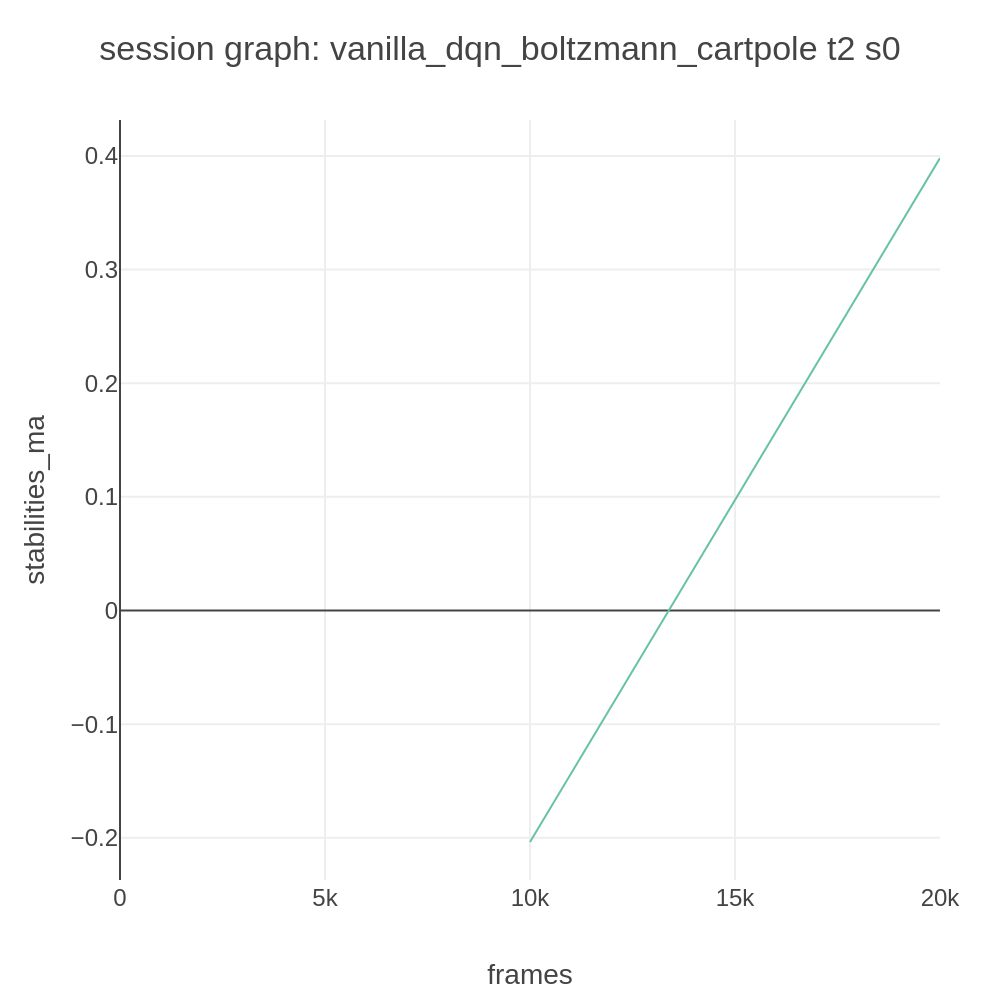 session graph: vanilla_dqn_boltzmann_cartpole t2 s0
stabilities_ma
0.4
0.3
0.2
0.1
0
−0.1
−0.2
0
5k
10k
15k
20k
frames